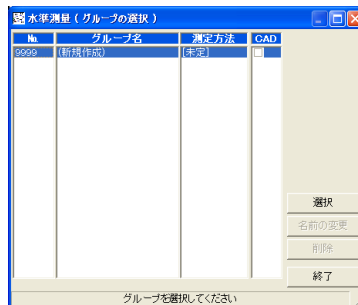 水準測量 ( グループの選択 )
No. グループ名 測定方法 CAD
9999 (新規作成) [未定]
選択
名前の変更
削除
終了
グループを選択してください